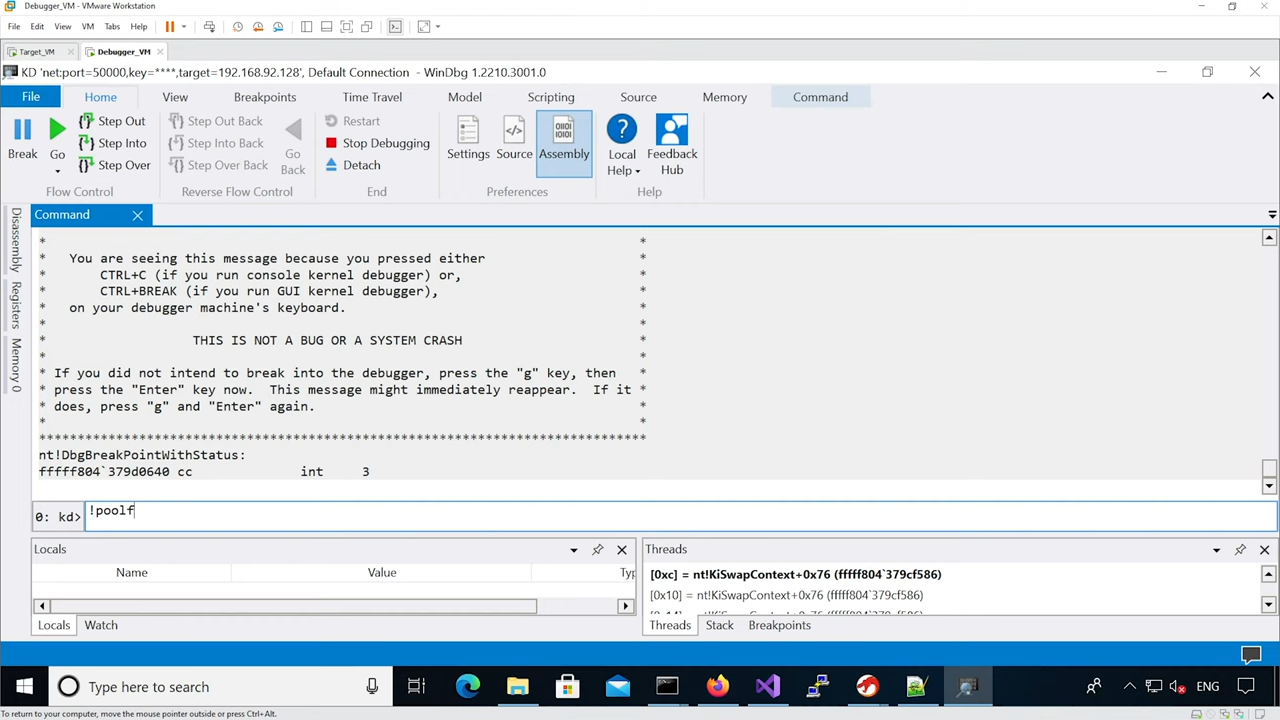 Debugger_VM - VMware Workstation
File Edit View VM Tabs Help
Target_VM Debugger_VM
KD 'net:port=50000,key=****,target=192.168.92.128', Default Connection - WinDbg 1.2210.3001.0
File Home View Breakpoints Time Travel Model Scripting Source Memory Command
Break
Go
Step Out
Step Into
Step Over
Flow Control
Step Out Back
Step Into Back
Step Over Back
Go
Back
Reverse Flow Control
Restart
Stop Debugging
Detach
End
Settings
Source
Assembly
Preferences
Local
Help
Feedback
Hub
Help
Disassembly
Registers
Memory 0
Command
* *
* You are seeing this message because you pressed either *
* CTRL+C (if you run console kernel debugger) or, *
* CTRL+BREAK (if you run GUI kernel debugger), *
* on your debugger machine's keyboard. *
* *
* THIS IS NOT A BUG OR A SYSTEM CRASH *
* *
* If you did not intend to break into the debugger, press the "g" key, then *
* press the "Enter" key now. This message might immediately reappear. If it *
* does, press "g" and "Enter" again. *
* *
*******************************************************************************
nt!DbgBreakPointWithStatus:
fffff804`379d0640 cc int 3
0: kd> !poolf
Locals
Name Value Typ
Locals Watch
Threads
[0xc] = nt!KiSwapContext+0x76 (fffff804`379cf586)
[0x10] = nt!KiSwapContext+0x76 (fffff804`379cf586)
Threads Stack Breakpoints
Type here to search
ENG
To return to your computer, move the mouse pointer outside or press Ctrl+Alt.